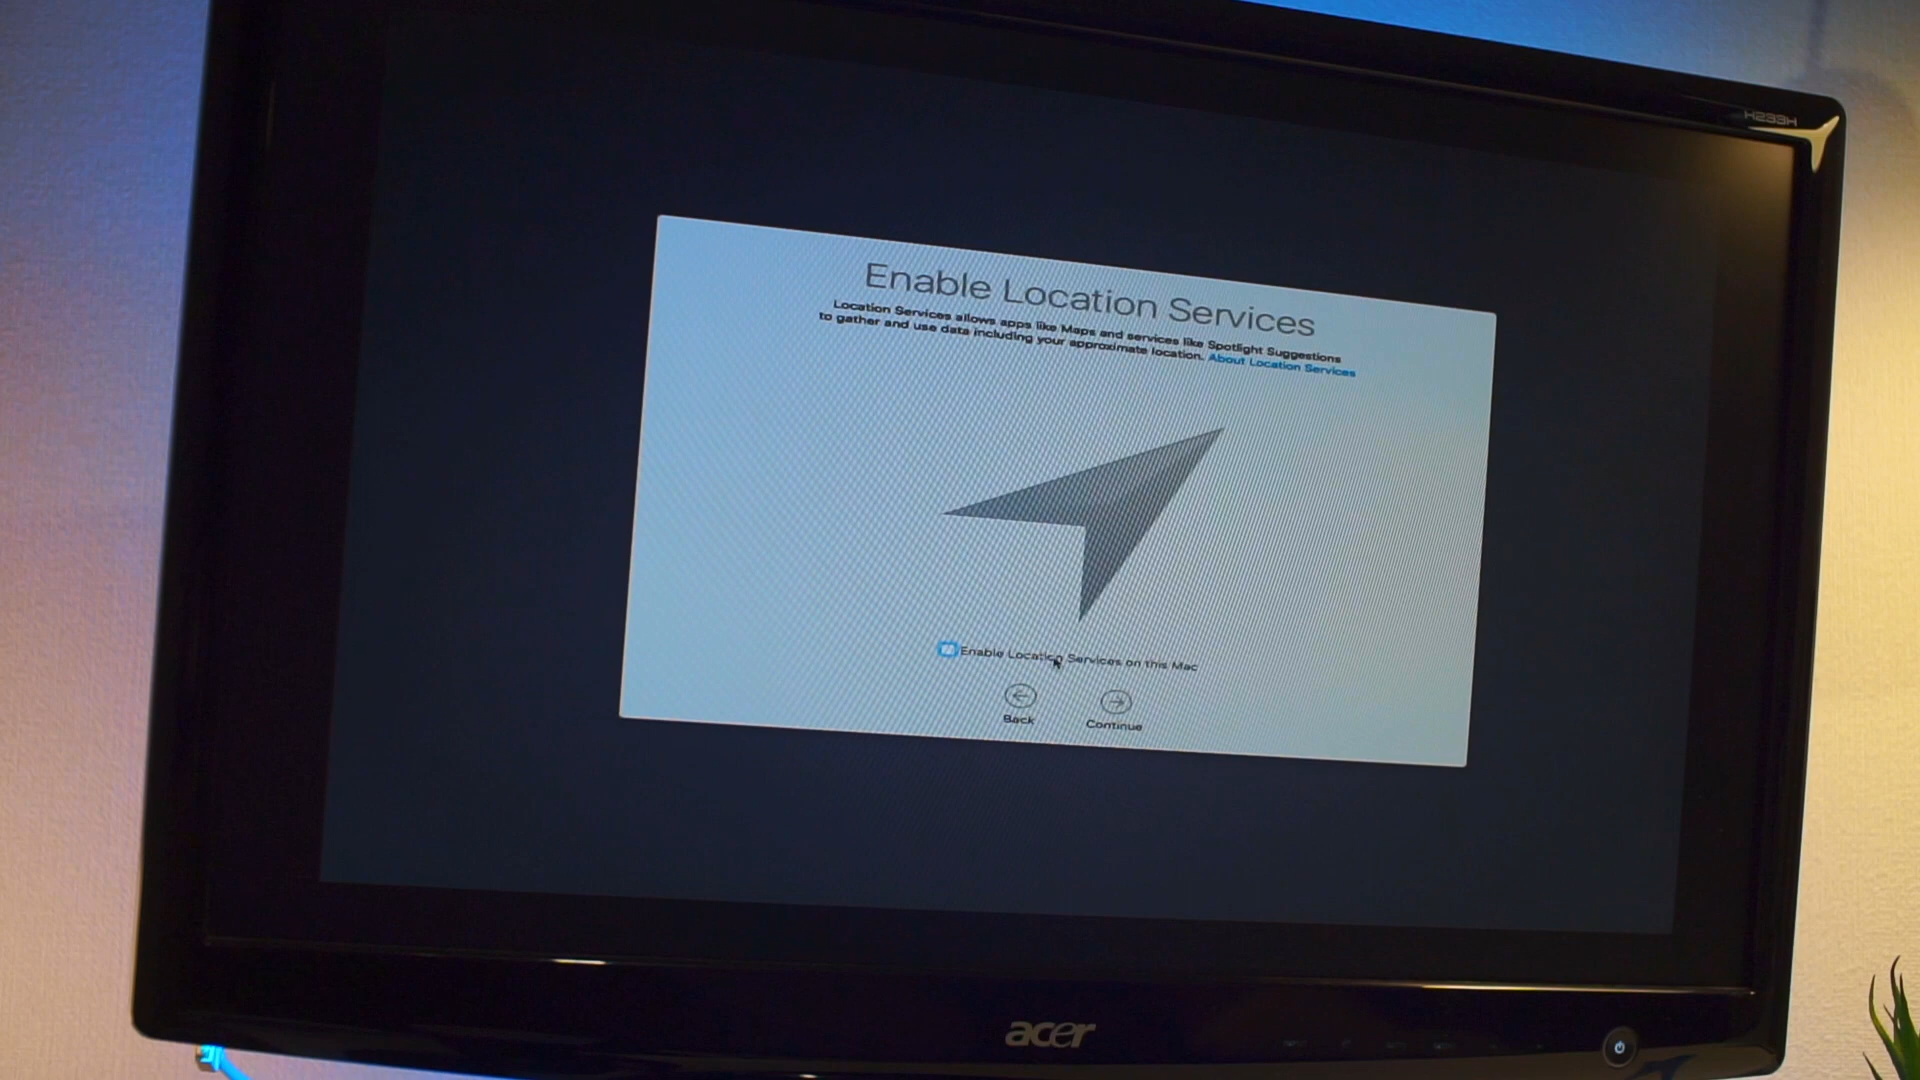 H233H
Enable Location Services
Location Services allows apps like Maps and services like Spotlight Suggestions
to gather and use data including your approximate location. About Location Services
Enable Location Services on this Mac
Back
Continue
acer